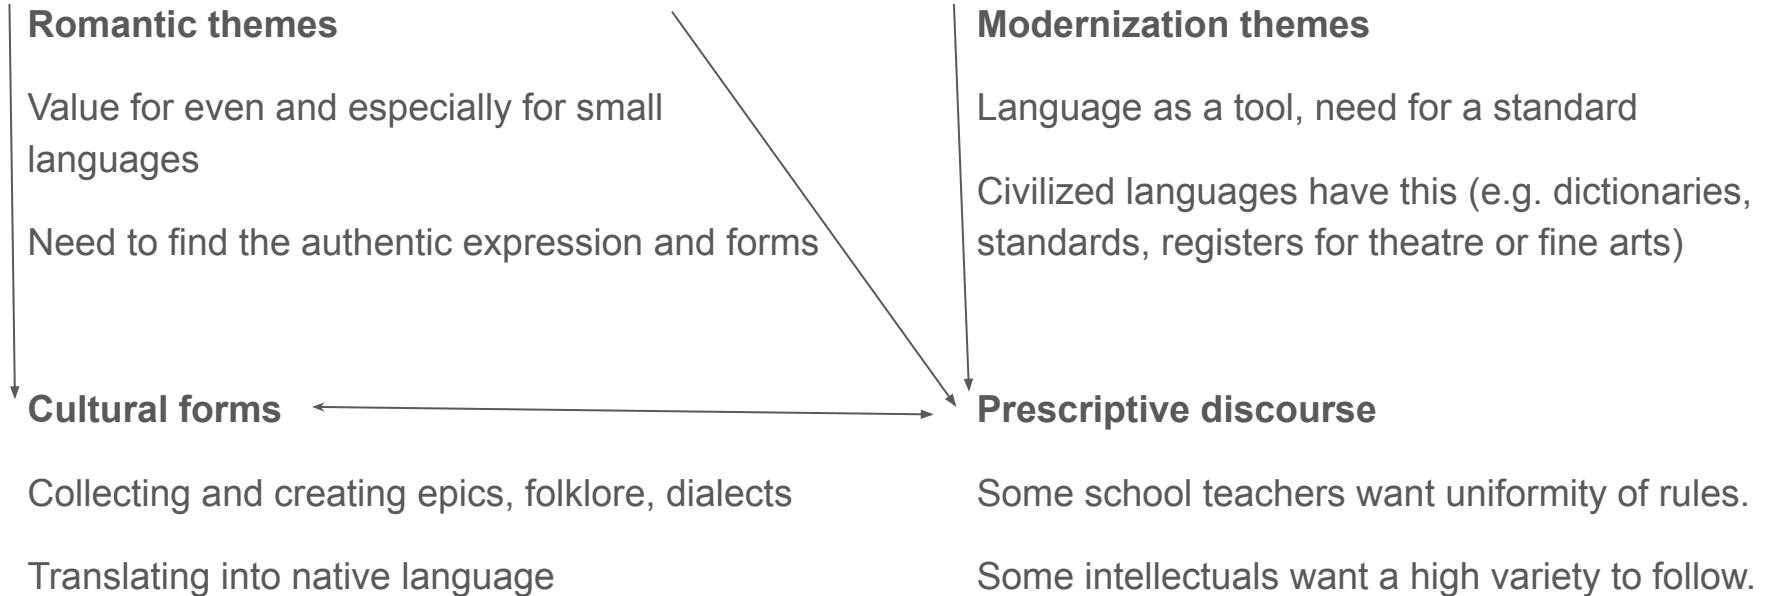 Romantic themes
Value for even and especially for small
languages
Need to find the authentic expression and forms
Modernization themes
Language as a tool, need for a standard
Civilized languages have this (e.g. dictionaries,
standards, registers for theatre or fine arts)
Cultural forms
Collecting and creating epics, folklore, dialects
Translating into native language
Prescriptive discourse
Some school teachers want uniformity of rules.
Some intellectuals want a high variety to follow.